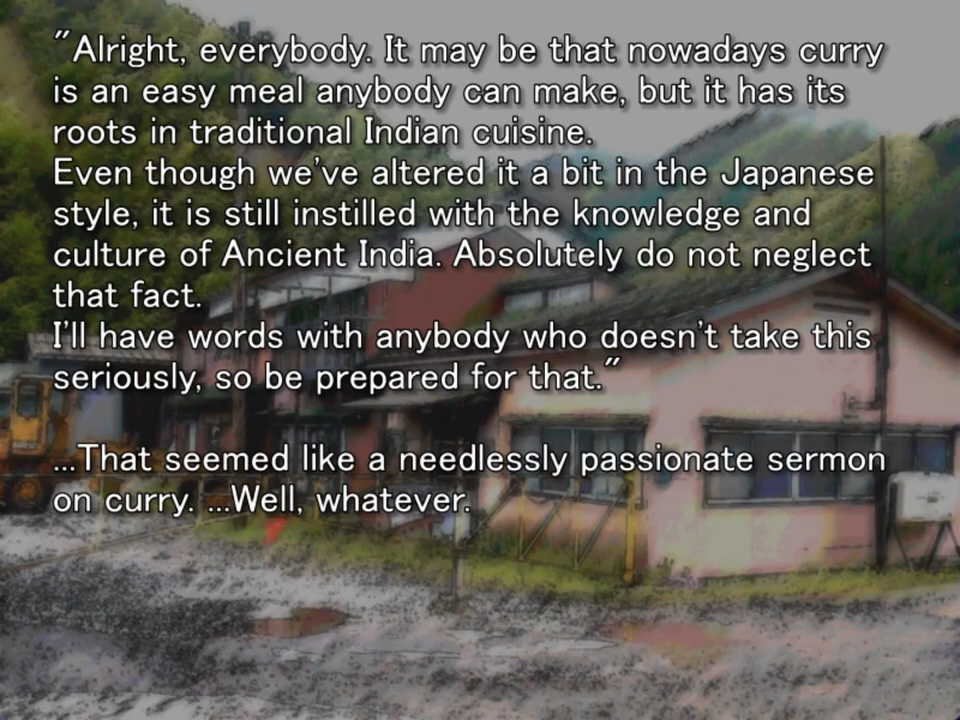 "Alright, everybody. It may be that nowadays curry
is an easy meal anybody can make, but it has its
roots in traditional Indian cuisine.
Even though we've altered it a bit in the Japanese
style, it is still instilled with the knowledge and
culture of Ancient India. Absolutely do not neglect
that fact.
I'll have words with anybody who doesn't take this
seriously, so be prepared for that."
...That seemed like a needlessly passionate sermon
on curry. ...Well, whatever.